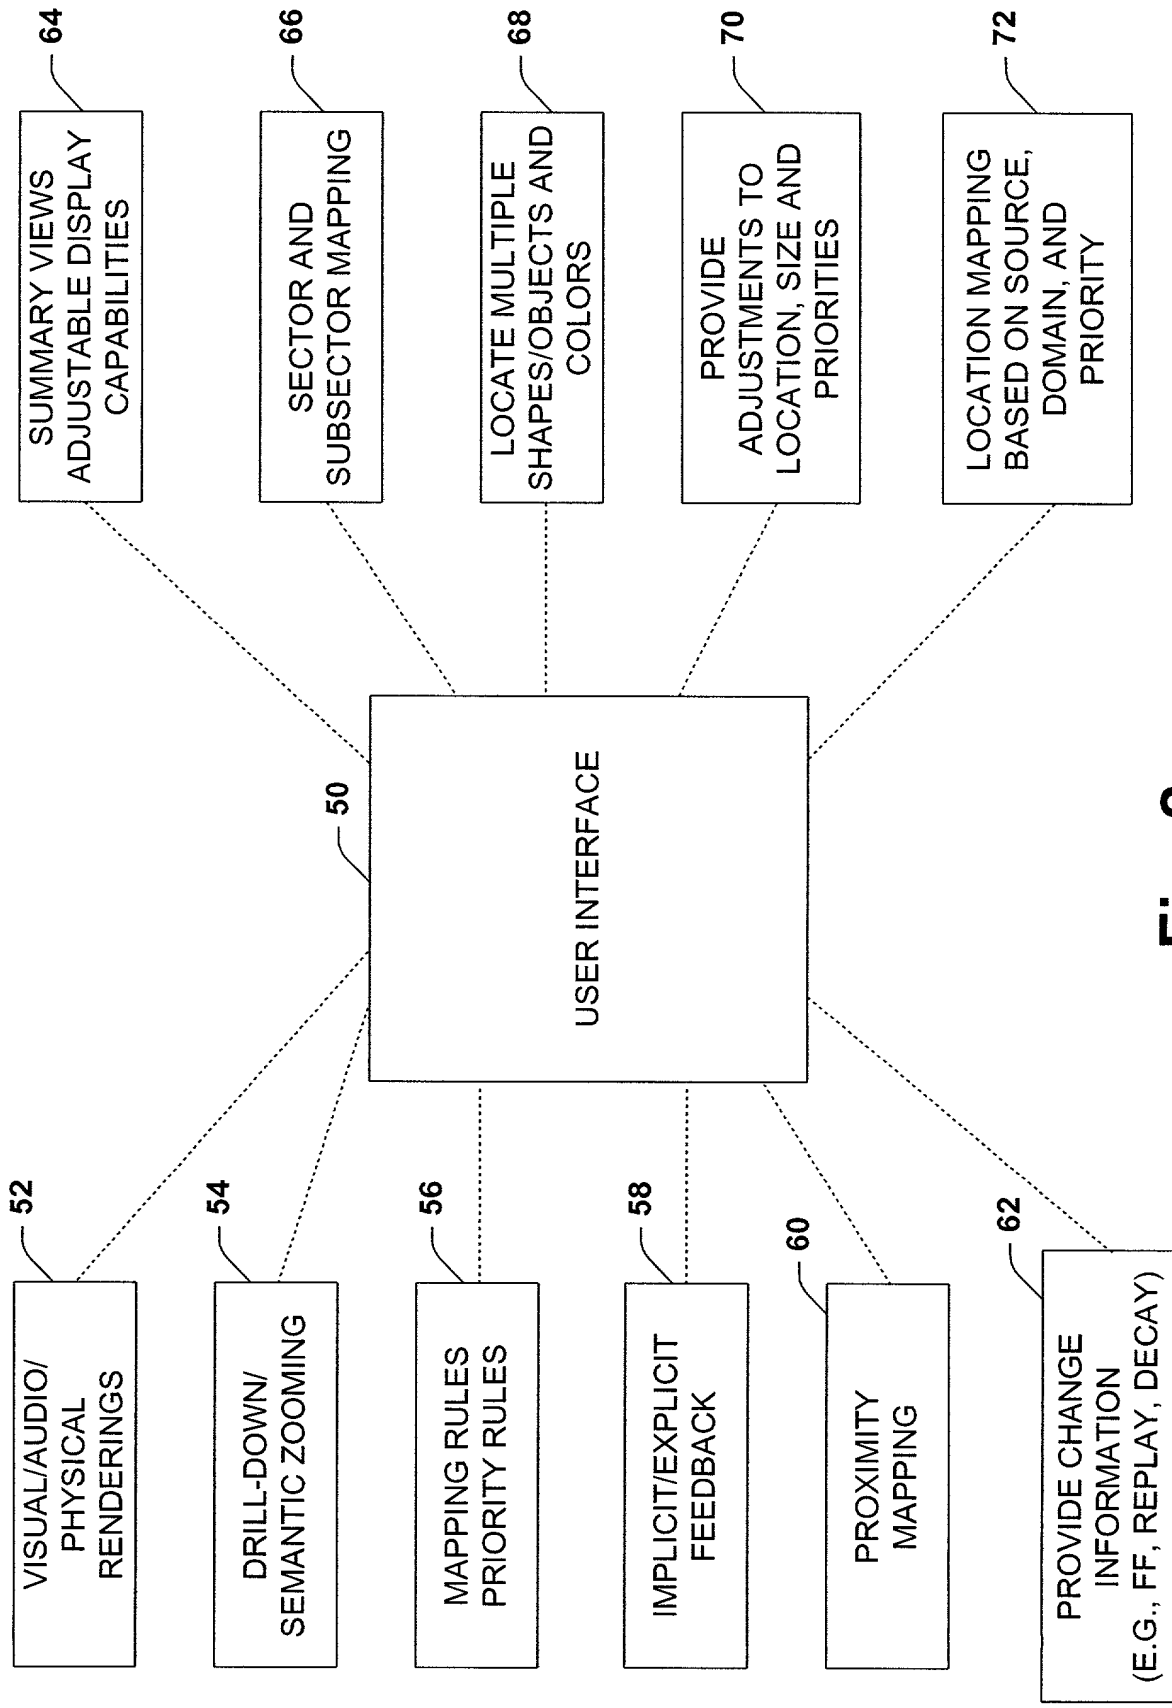 52
VISUAL/AUDIO/
PHYSICAL
RENDERINGS
54
DRILL-DOWN/
SEMANTIC ZOOMING
56
MAPPING RULES
PRIORITY RULES
58
IMPLICIT/EXPLICIT
FEEDBACK
60
PROXIMITY
MAPPING
62
PROVIDE CHANGE
INFORMATION
(E.G., FF, REPLAY, DECAY)
50
USER INTERFACE
64
SUMMARY VIEWS
ADJUSTABLE DISPLAY
CAPABILITIES
66
SECTOR AND
SUBSECTOR MAPPING
68
LOCATE MULTIPLE
SHAPES/OBJECTS AND
COLORS
70
PROVIDE
ADJUSTMENTS TO
LOCATION, SIZE AND
PRIORITIES
72
LOCATION MAPPING
BASED ON SOURCE,
DOMAIN, AND
PRIORITY